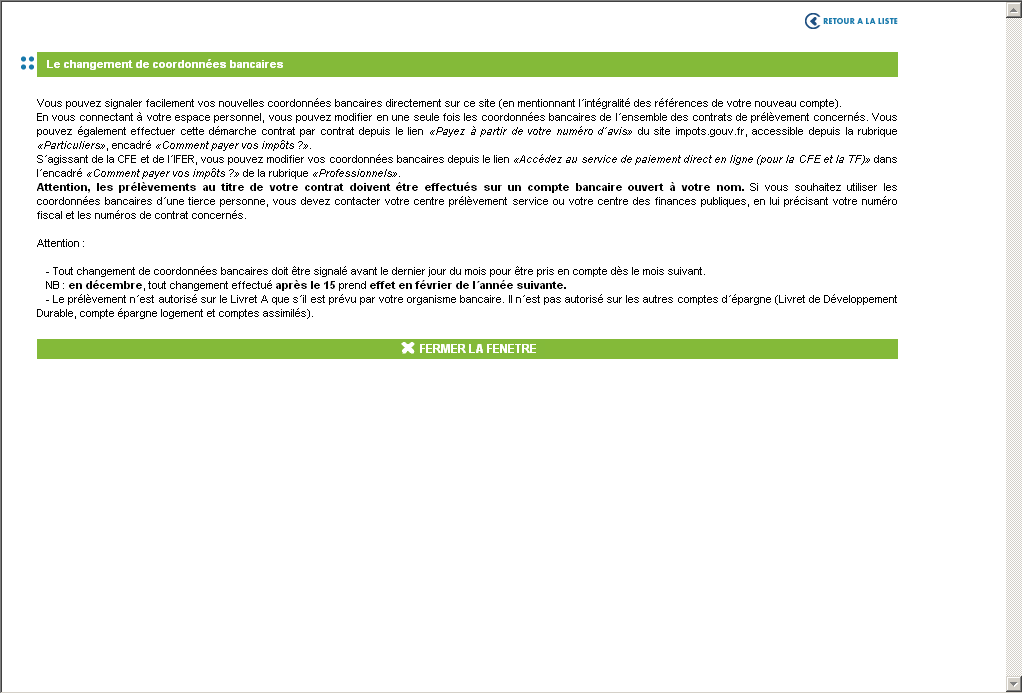 RETOUR A LA LISTE
Le changement de coordonnées bancaires
Vous pouvez signaler facilement vos nouvelles coordonnées bancaires directement sur ce site (en mentionnant l´intégralité des références de votre nouveau compte).
En vous connectant à votre espace personnel, vous pouvez modifier en une seule fois les coordonnées bancaires de l´ensemble des contrats de prélèvement concernés. Vous
pouvez également effectuer cette démarche contrat par contrat depuis le lien «Payez à partir de votre numéro d´avis» du site impots.gouv.fr, accessible depuis la rubrique
«Particuliers», encadré «Comment payer vos impôts ?».
S´agissant de la CFE et de l´IFER, vous pouvez modifier vos coordonnées bancaires depuis le lien «Accédez au service de paiement direct en ligne (pour la CFE et la TF)» dans
l´encadré «Comment payer vos impôts ?» de la rubrique «Professionnels».
Attention, les prélèvements au titre de votre contrat doivent être effectués sur un compte bancaire ouvert à votre nom. Si vous souhaitez utiliser les
coordonnées bancaires d´une tierce personne, vous devez contacter votre centre prélèvement service ou votre centre des finances publiques, en lui précisant votre numéro
fiscal et les numéros de contrat concernés.
Attention :
- Tout changement de coordonnées bancaires doit être signalé avant le dernier jour du mois pour être pris en compte dès le mois suivant.
NB : en décembre, tout changement effectué après le 15 prend effet en février de l´année suivante.
- Le prélèvement n´est autorisé sur le Livret A que s´il est prévu par votre organisme bancaire. Il n´est pas autorisé sur les autres comptes d´épargne (Livret de Développement
Durable, compte épargne logement et comptes assimilés).
FERMER LA FENETRE